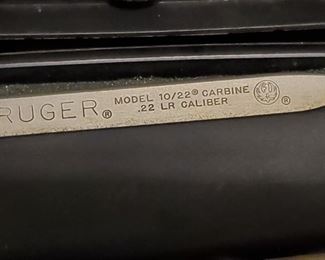 RUGER®
MODEL 10/22® CARBINE
.22 LR CALIBER
®